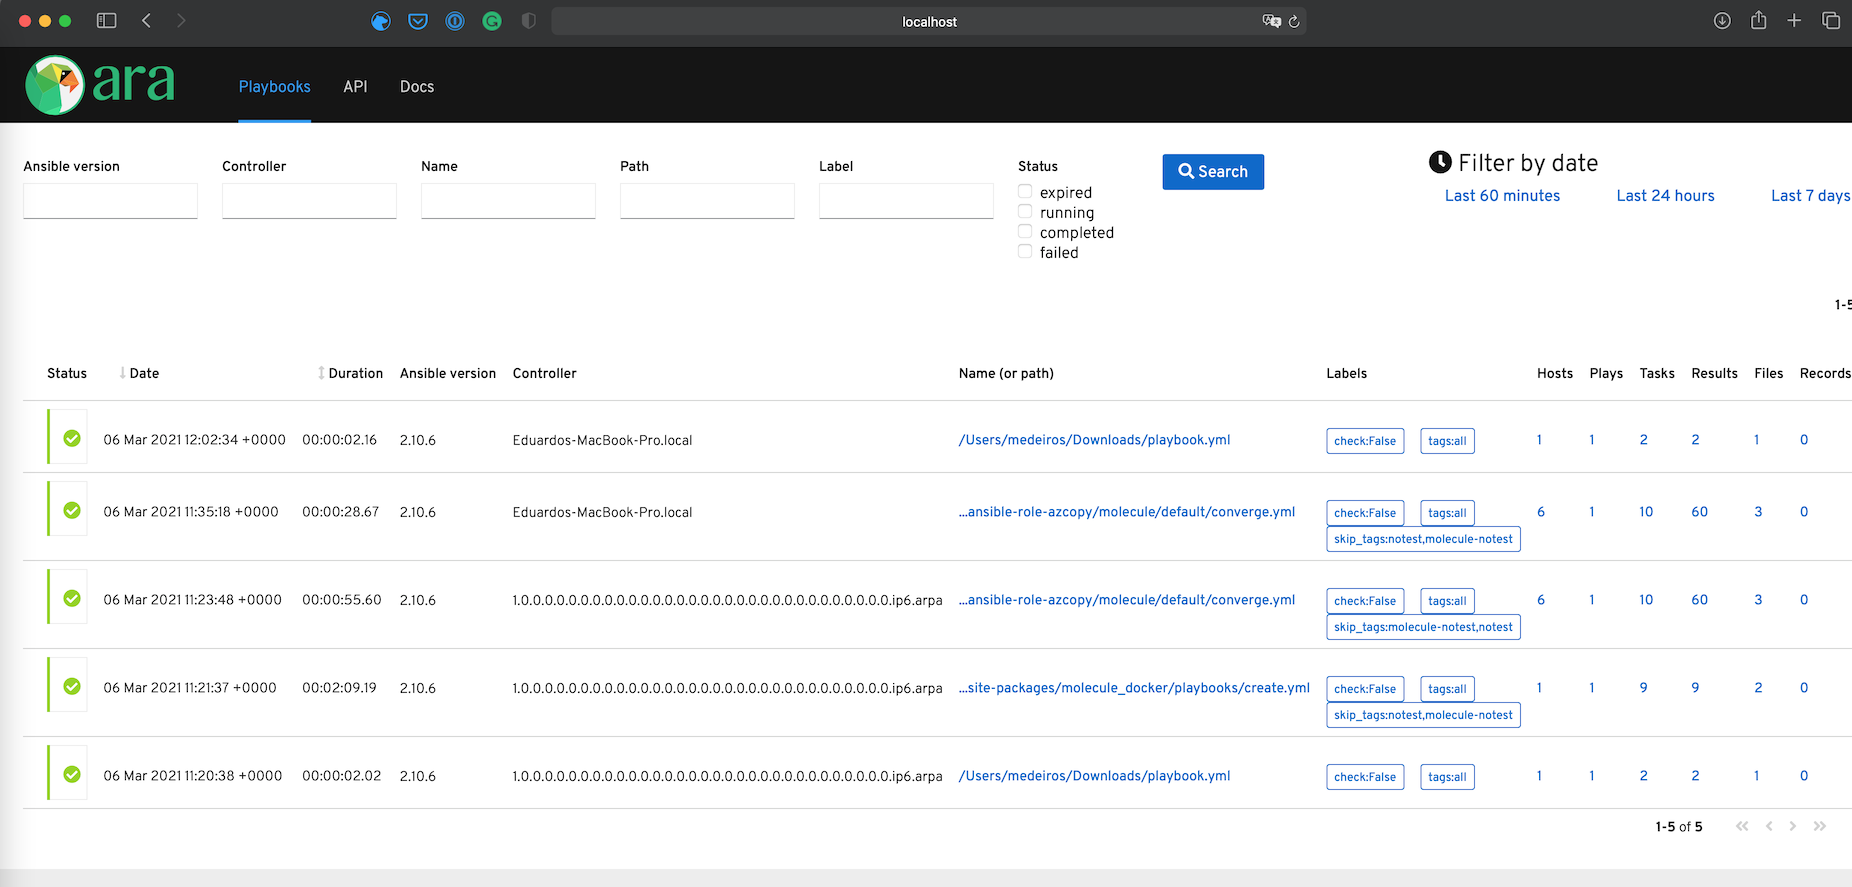 localhost
ara
Playbooks API Docs
Ansible version Controller Name Path Label Status
Search
Filter by date
expired
running
completed
failed
Last 60 minutes Last 24 hours Last 7 days
1-5
Status Date Duration Ansible version Controller Name (or path) Labels Hosts Plays Tasks Results Files Records
06 Mar 2021 12:02:34 +0000 00:00:02.16 2.10.6 Eduardos-MacBook-Pro.local /Users/medeiros/Downloads/playbook.yml check:False tags:all 1 1 2 2 1 0
06 Mar 2021 11:35:18 +0000 00:00:28.67 2.10.6 Eduardos-MacBook-Pro.local ...ansible-role-azcopy/molecule/default/converge.yml check:False tags:all 6 1 10 60 3 0
skip_tags:notest,molecule-notest
06 Mar 2021 11:23:48 +0000 00:00:55.60 2.10.6 1.0.0.0.0.0.0.0.0.0.0.0.0.0.0.0.0.0.0.0.0.0.0.0.0.0.0.0.0.0.0.0.ip6.arpa ...ansible-role-azcopy/molecule/default/converge.yml check:False tags:all 6 1 10 60 3 0
skip_tags:molecule-notest,notest
06 Mar 2021 11:21:37 +0000 00:02:09.19 2.10.6 1.0.0.0.0.0.0.0.0.0.0.0.0.0.0.0.0.0.0.0.0.0.0.0.0.0.0.0.0.0.0.0.ip6.arpa ...site-packages/molecule_docker/playbooks/create.yml check:False tags:all 1 1 9 9 2 0
skip_tags:notest,molecule-notest
06 Mar 2021 11:20:38 +0000 00:00:02.02 2.10.6 1.0.0.0.0.0.0.0.0.0.0.0.0.0.0.0.0.0.0.0.0.0.0.0.0.0.0.0.0.0.0.0.ip6.arpa /Users/medeiros/Downloads/playbook.yml check:False tags:all 1 1 2 2 1 0
1-5 of 5